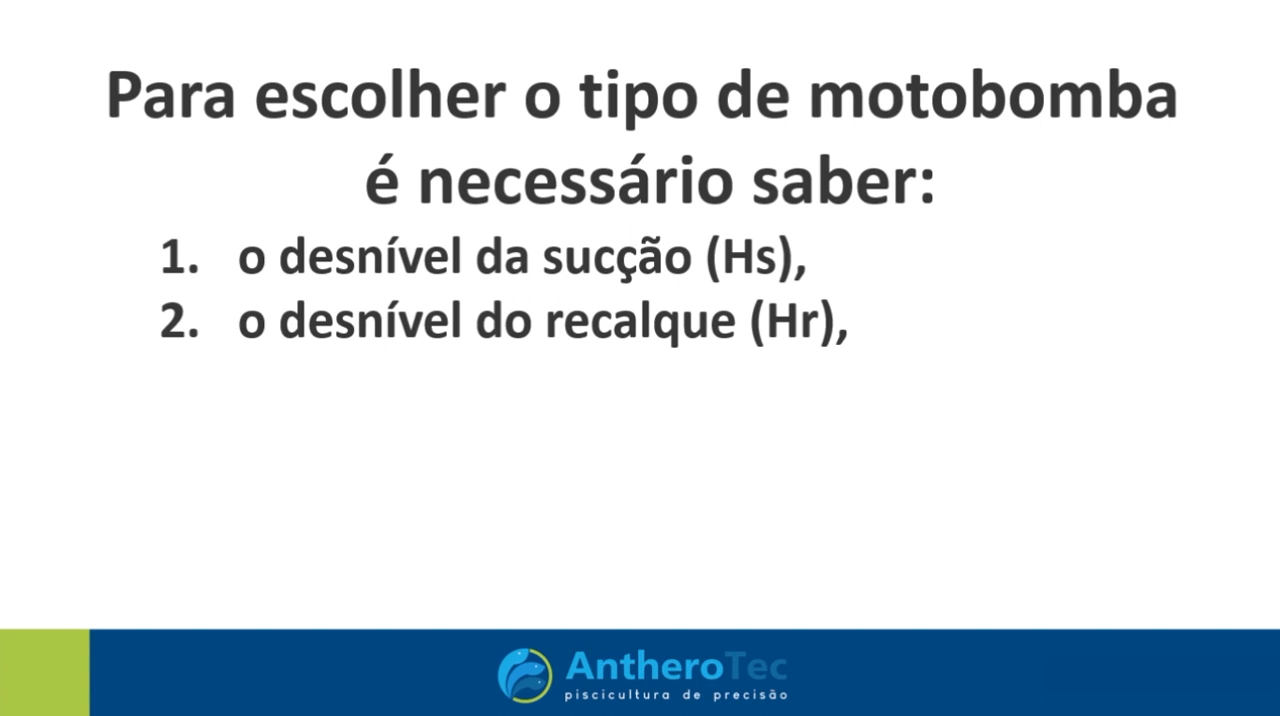 Para escolher o tipo de motobomba
é necessário saber:
1. o desnível da sucção (Hs),
2. o desnível do recalque (Hr),
AntheroTec
piscicultura de precisão